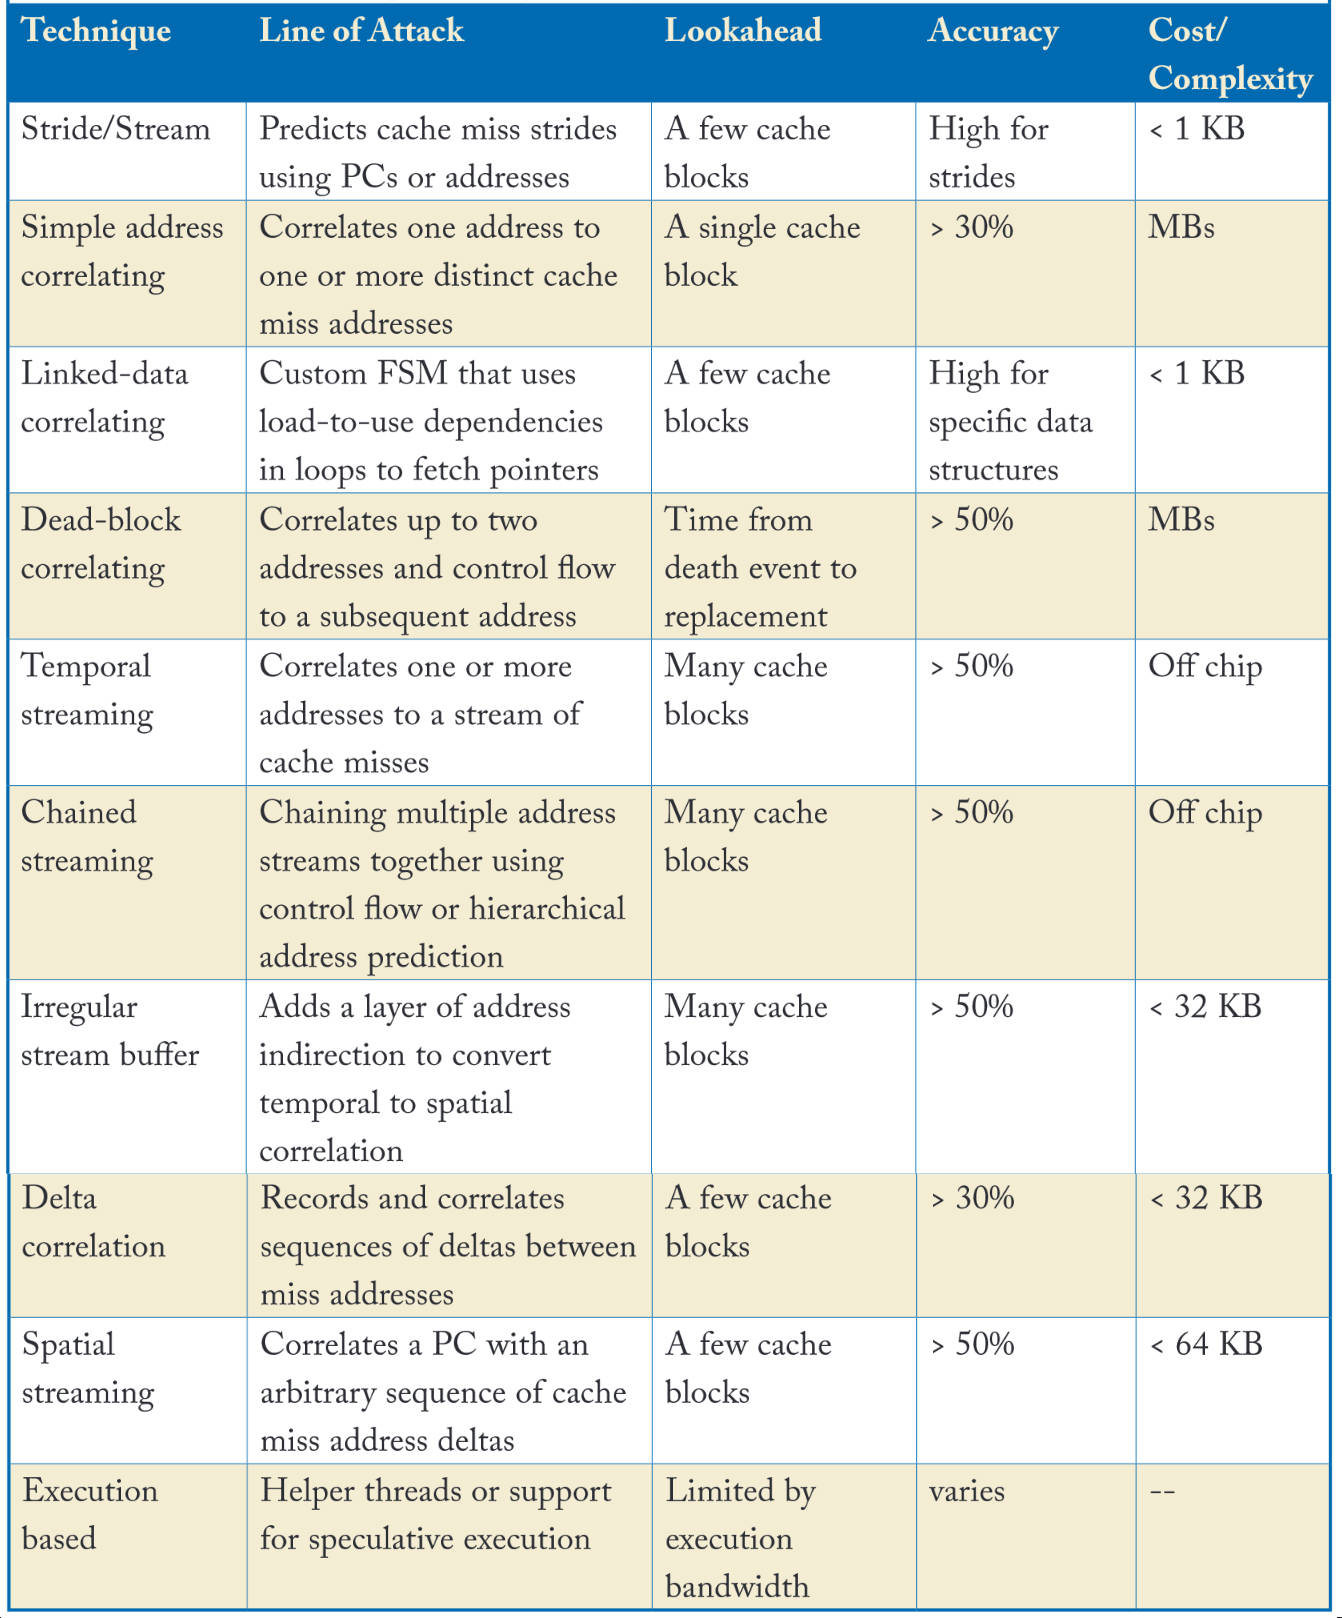 Technique Line of Attack Lookahead Accuracy Cost/
Complexity
Stride/Stream Predicts cache miss strides A few cache High for < 1 KB
using PCs or addresses blocks strides
Simple address Correlates one address to A single cache > 30% MBs
correlating one or more distinct cache block
miss addresses
Linked-data Custom FSM that uses A few cache High for < 1 KB
correlating load-to-use dependencies blocks specific data
in loops to fetch pointers structures
Dead-block Correlates up to two Time from > 50% MBs
correlating addresses and control flow death event to
to a subsequent address replacement
Temporal Correlates one or more Many cache > 50% Off chip
streaming addresses to a stream of blocks
cache misses
Chained Chaining multiple address Many cache > 50% Off chip
streaming streams together using blocks
control flow or hierarchical
address prediction
Irregular Adds a layer of address Many cache > 50% < 32 KB
stream buffer indirection to convert blocks
temporal to spatial
correlation
Delta Records and correlates A few cache > 30% < 32 KB
correlation sequences of deltas between blocks
miss addresses
Spatial Correlates a PC with an A few cache > 50% < 64 KB
streaming arbitrary sequence of cache blocks
miss address deltas
Execution Helper threads or support Limited by varies --
based for speculative execution execution
bandwidth